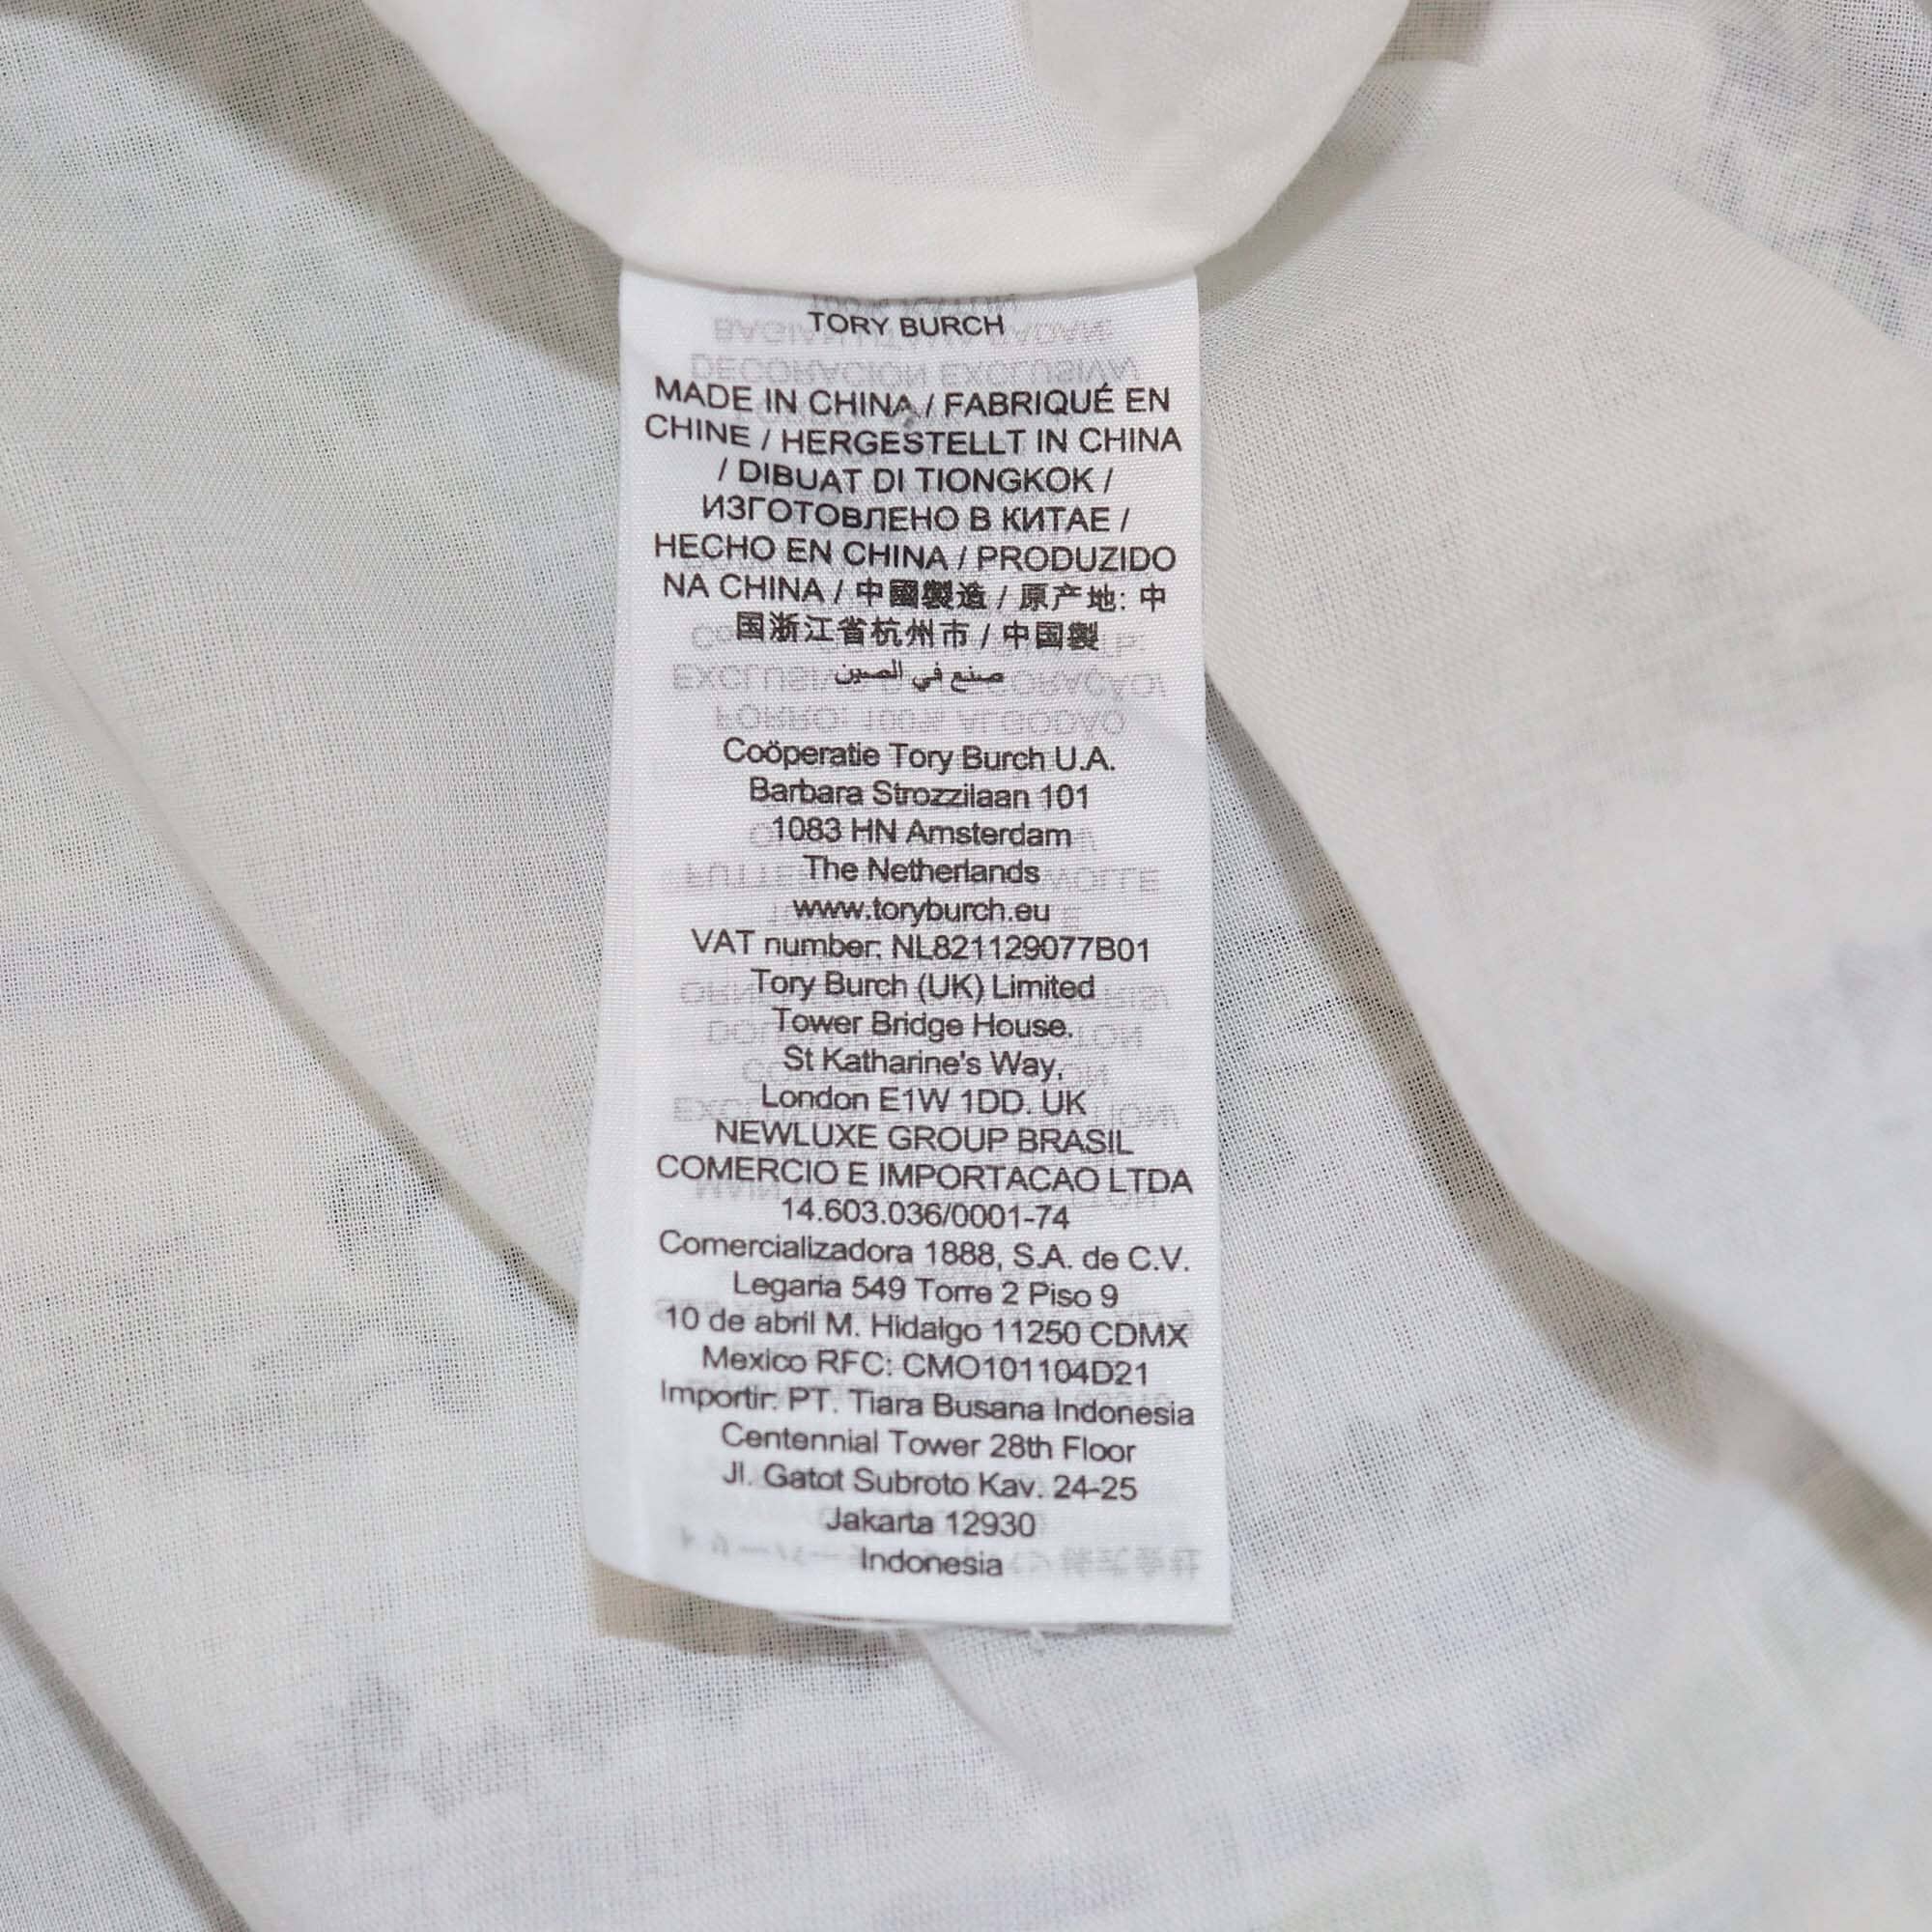 TORY BURCH
MADE IN CHINA / FABRIQUÉ EN
CHINE / HERGESTELLT IN CHINA
/ DIBUAT DI TIONGKOK /
ИЗГОТОВЛЕНО В КИТАЕ /
HECHO EN CHINA / PRODUZIDO
NA CHINA / 中國製造 / 原产地: 中
国浙江省杭州市 / 中国製
صنع في الصين
Coöperatie Tory Burch U.A.
Barbara Strozzilaan 101
1083 HN Amsterdam
The Netherlands
www.toryburch.eu
VAT number: NL821129077B01
Tory Burch (UK) Limited
Tower Bridge House.
St Katharine's Way,
London E1W 1DD. UK
NEWLUXE GROUP BRASIL
COMERCIO E IMPORTACAO LTDA
14.603.036/0001-74
Comercializadora 1888, S.A. de C.V.
Legaria 549 Torre 2 Piso 9
10 de abril M. Hidalgo 11250 CDMX
Mexico RFC: CMO101104D21
Importir: PT. Tiara Busana Indonesia
Centennial Tower 28th Floor
Jl. Gatot Subroto Kav. 24-25
Jakarta 12930
Indonesia